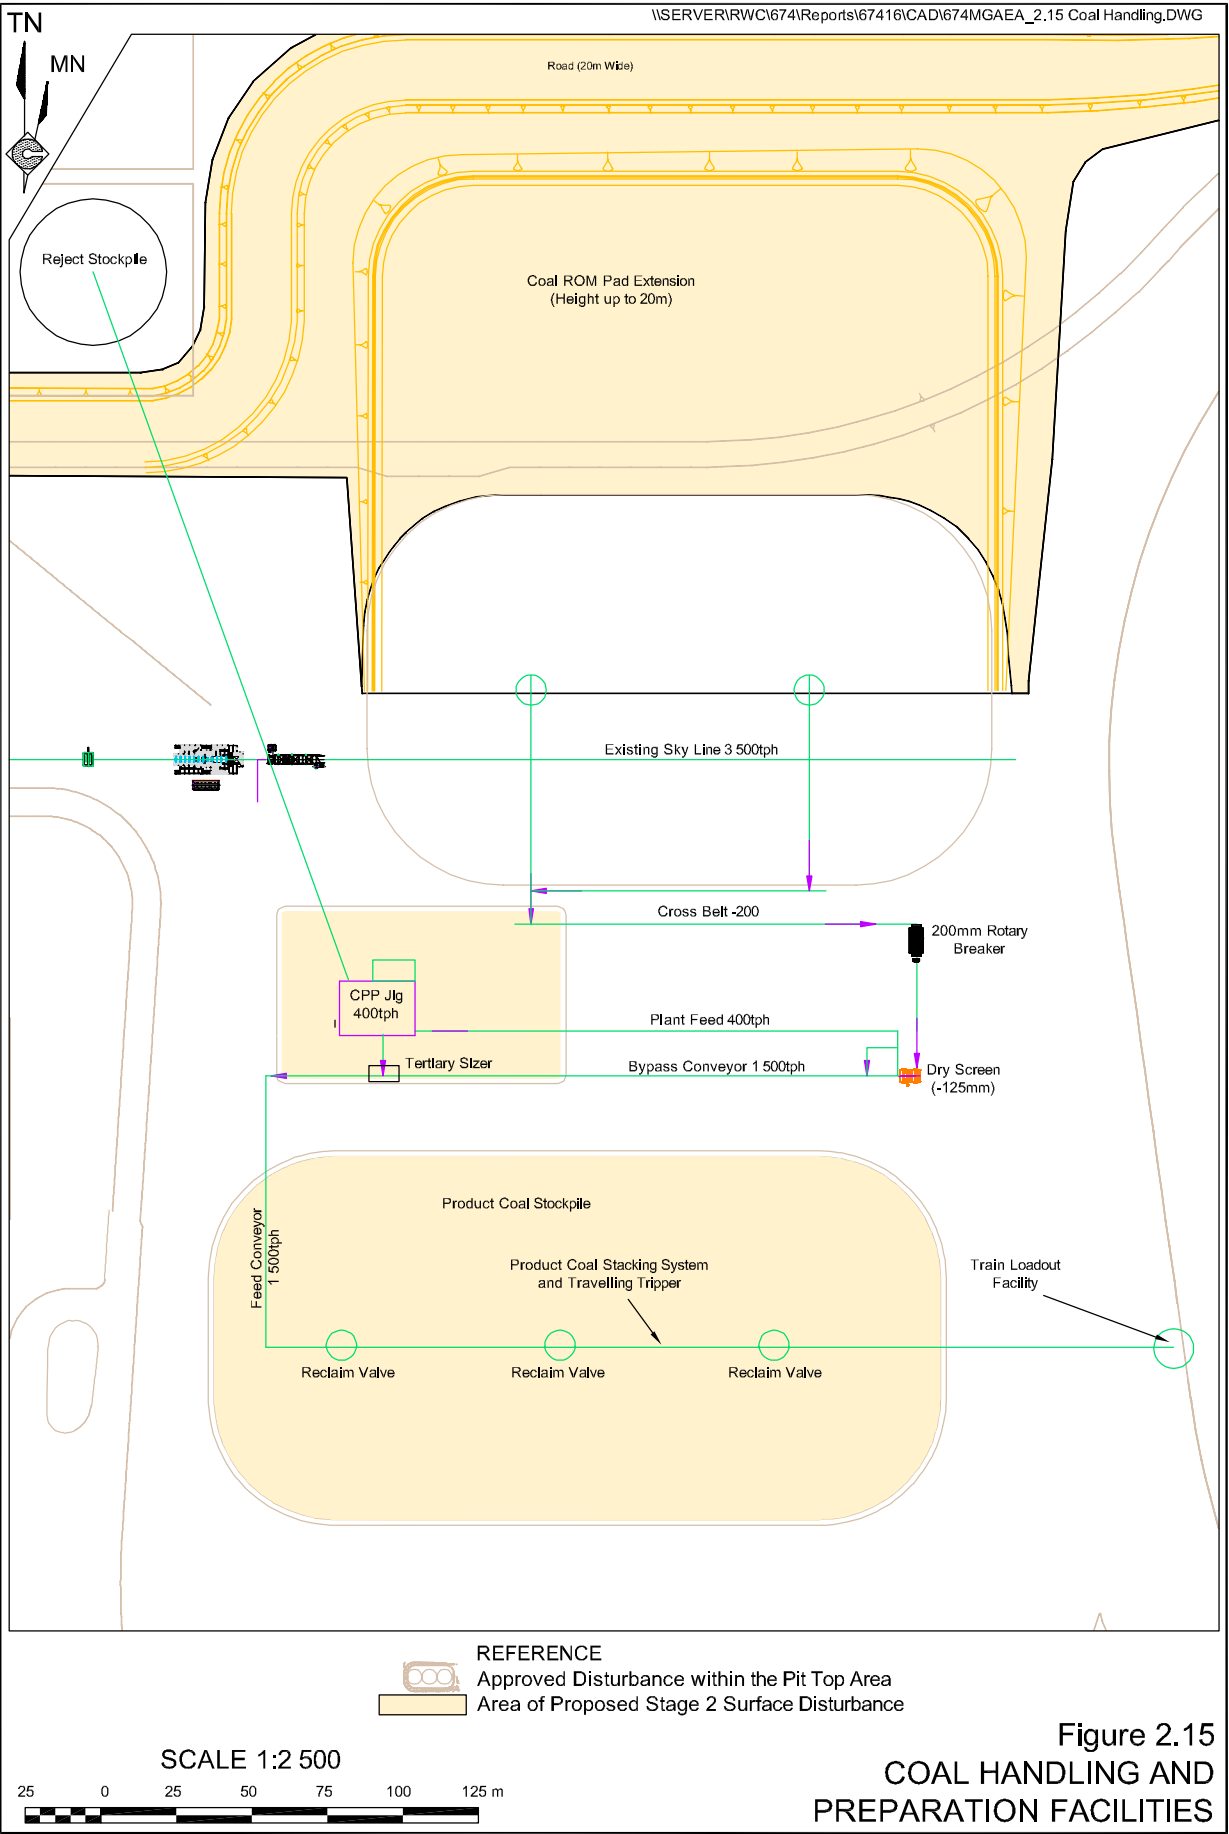 \\SERVER\RWC\674\Reports\67416\CAD\674MGAEA_2.15 Coal Handling.DWG
TN
MN
Road (20m Wide)
Reject Stockpile
Coal ROM Pad Extension
(Height up to 20m)
Existing Sky Line 3 500tph
Cross Belt -200
200mm Rotary
Breaker
CPP Jig
400tph
Plant Feed 400tph
Tertiary Sizer
Bypass Conveyor 1 500tph
Dry Screen
(-125mm)
Product Coal Stockpile
Feed Conveyor
1 500tph
Product Coal Stacking System
and Travelling Tripper
Train Loadout
Facility
Reclaim Valve
Reclaim Valve
Reclaim Valve
REFERENCE
Approved Disturbance within the Pit Top Area
Area of Proposed Stage 2 Surface Disturbance
SCALE 1:2 500
25 0 25 50 75 100 125 m
Figure 2.15
COAL HANDLING AND
PREPARATION FACILITIES